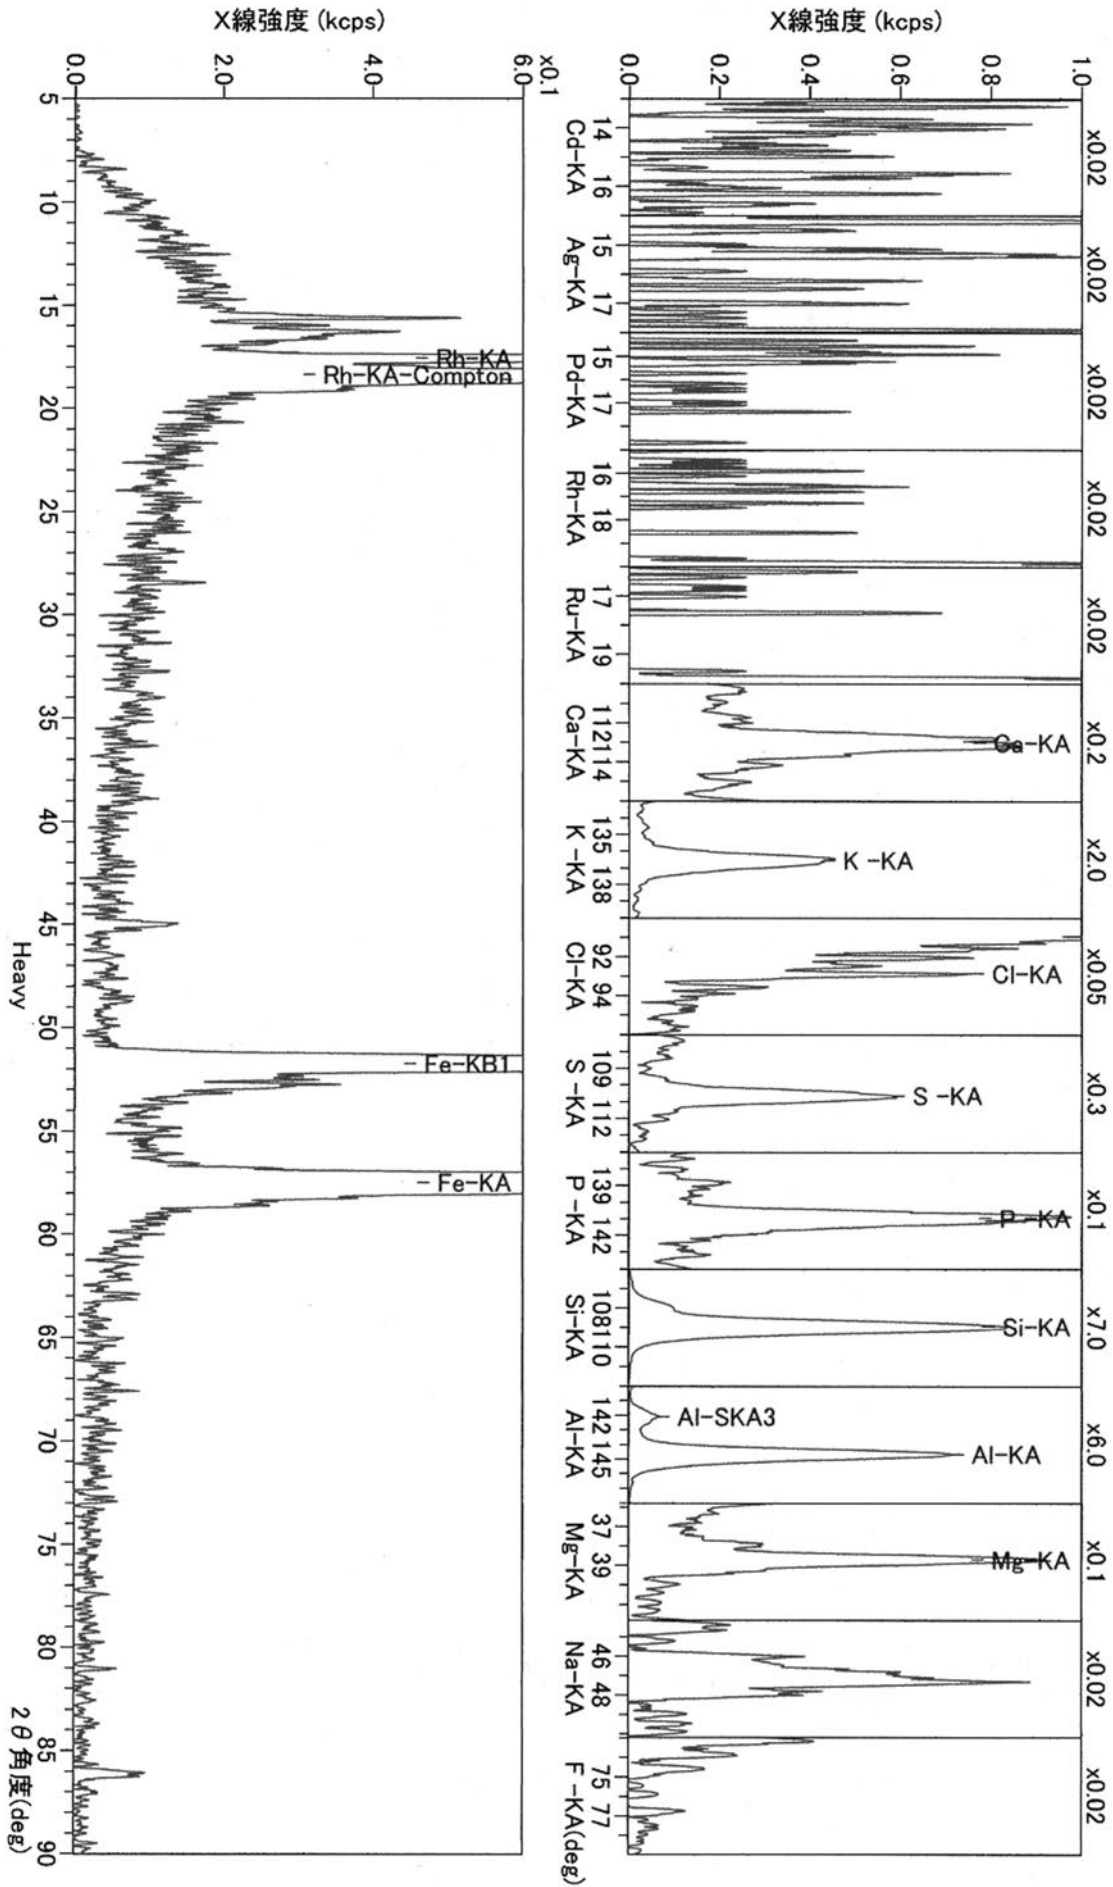 x0.02 x0.02 x0.02 x0.02 x0.02 x0.2 x2.0 x0.05 x0.3 x0.1 x7.0 x6.0 x0.1 x0.02 x0.02
X線強度 (kcps)
1.0
0.8
0.6
0.4
0.2
0.0
Ca-KA
K -KA
Cl-KA
S -KA
P -KA
Si-KA
Al-SKA3
Al-KA
Mg-KA
14 16 15 17 15 17 16 18 17 19 112114 135 138 92 94 109 112 139 142 108110 142 145 37 39 46 48 75 77
Cd-KA Ag-KA Pd-KA Rh-KA Ru-KA Ca-KA K -KA Cl-KA S -KA P -KA Si-KA Al-KA Mg-KA Na-KA F -KA(deg)
x0.1
X線強度 (kcps)
6.0
4.0
2.0
0.0
Rh-KA
Rh-KA-Compton
Fe-KB1
Fe-KA
5 10 15 20 25 30 35 40 45 50 55 60 65 70 75 80 85 90
Heavy
2θ角度(deg)